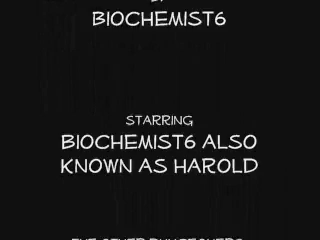 BIOCHEMIST6
STARRING
BIOCHEMIST6 ALSO
KNOWN AS HAROLD